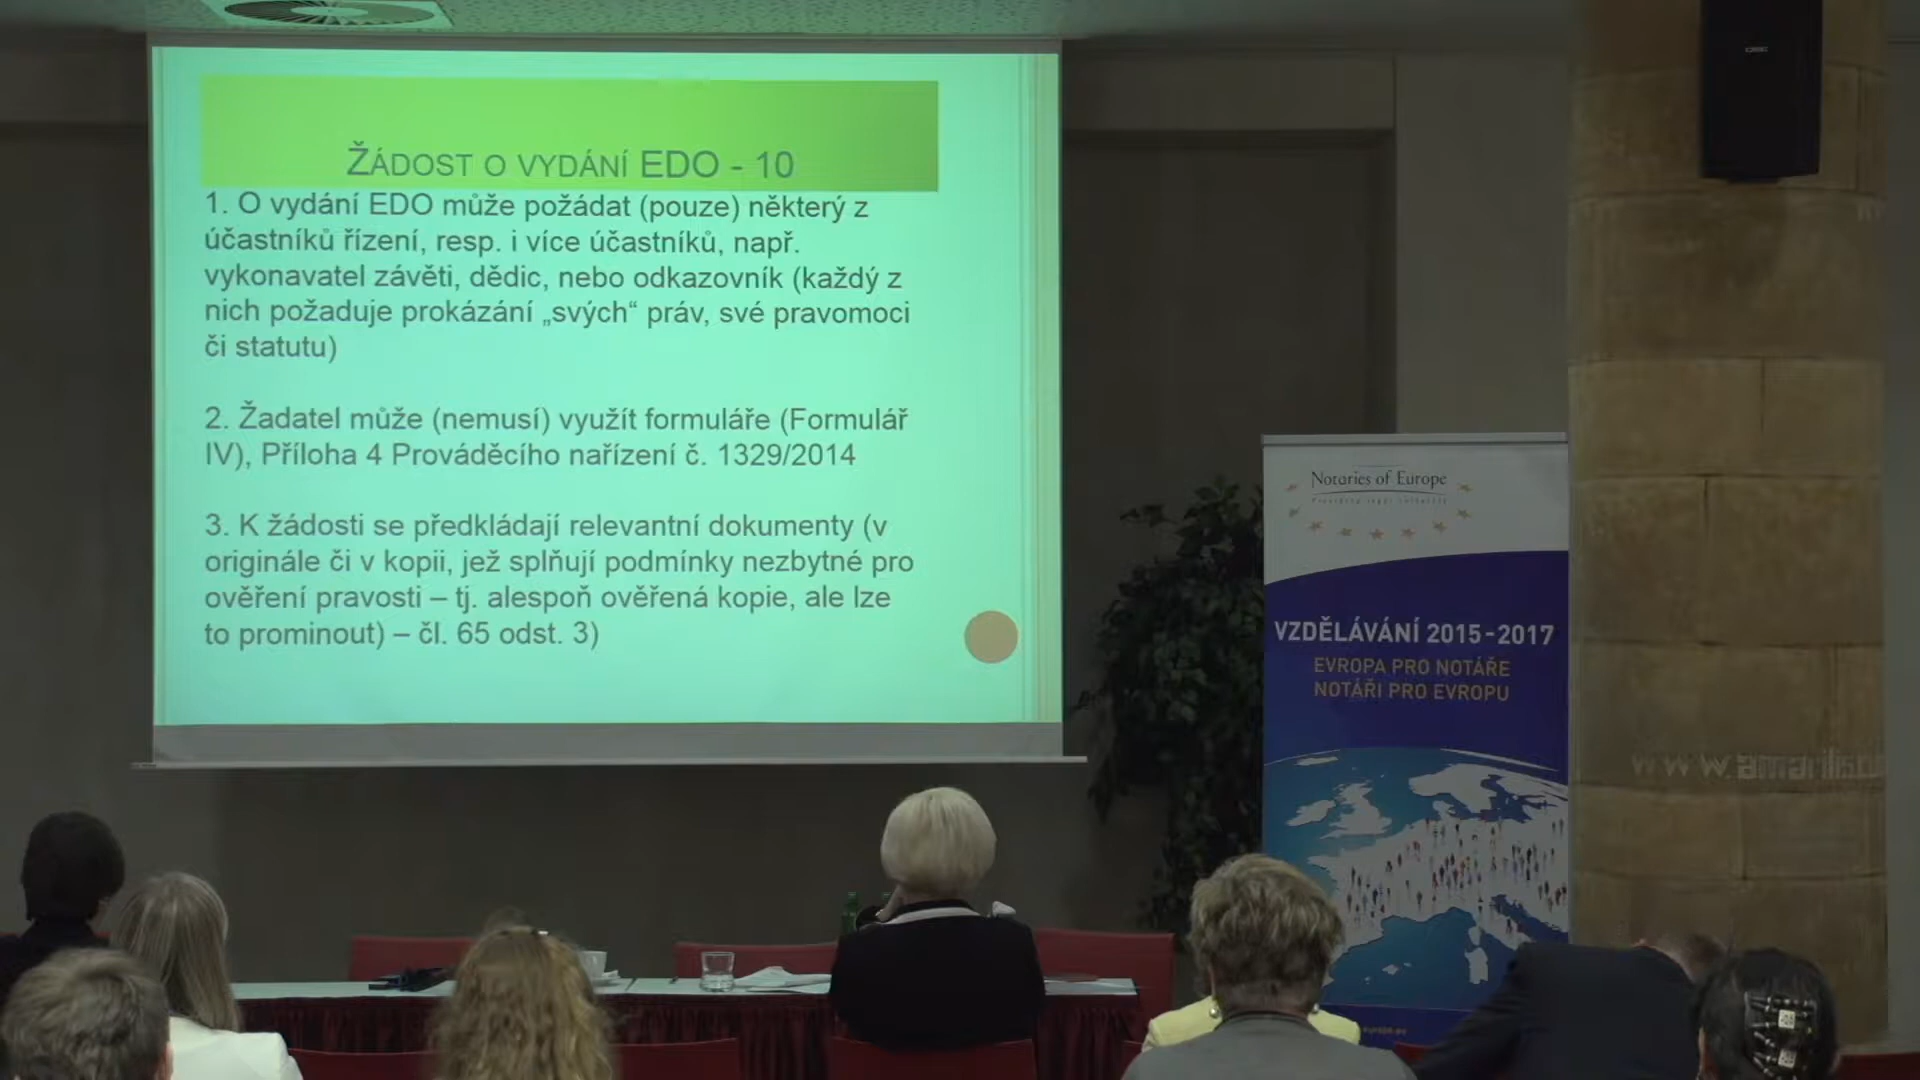 ŽÁDOST O VYDÁNÍ EDO - 10
1. O vydání EDO může požádat (pouze) některý z
účastníků řízení, resp. i více účastníků, např.
vykonavatel závěti, dědic, nebo odkazovník (každý z
nich požaduje prokázání „svých“ práv, své pravomoci
či statutu)
2. Žadatel může (nemusí) využít formuláře (Formulář
IV), Příloha 4 Prováděcího nařízení č. 1329/2014
3. K žádosti se předkládají relevantní dokumenty (v
originále či v kopii, jež splňují podmínky nezbytné pro
ověření pravosti – tj. alespoň ověřená kopie, ale lze
to prominout) – čl. 65 odst. 3)
Notaries of Europe
VZDĚLÁVÁNÍ 2015-2017
EVROPA PRO NOTÁŘE
NOTÁŘI PRO EVROPU